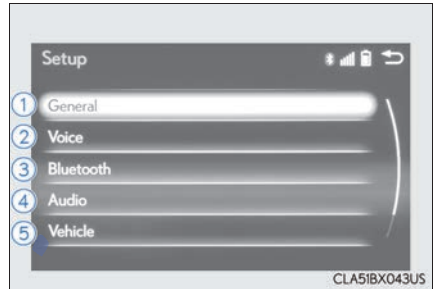 Setup
1 General
2 Voice
3 Bluetooth
4 Audio
5 Vehicle
CLA51BX043US